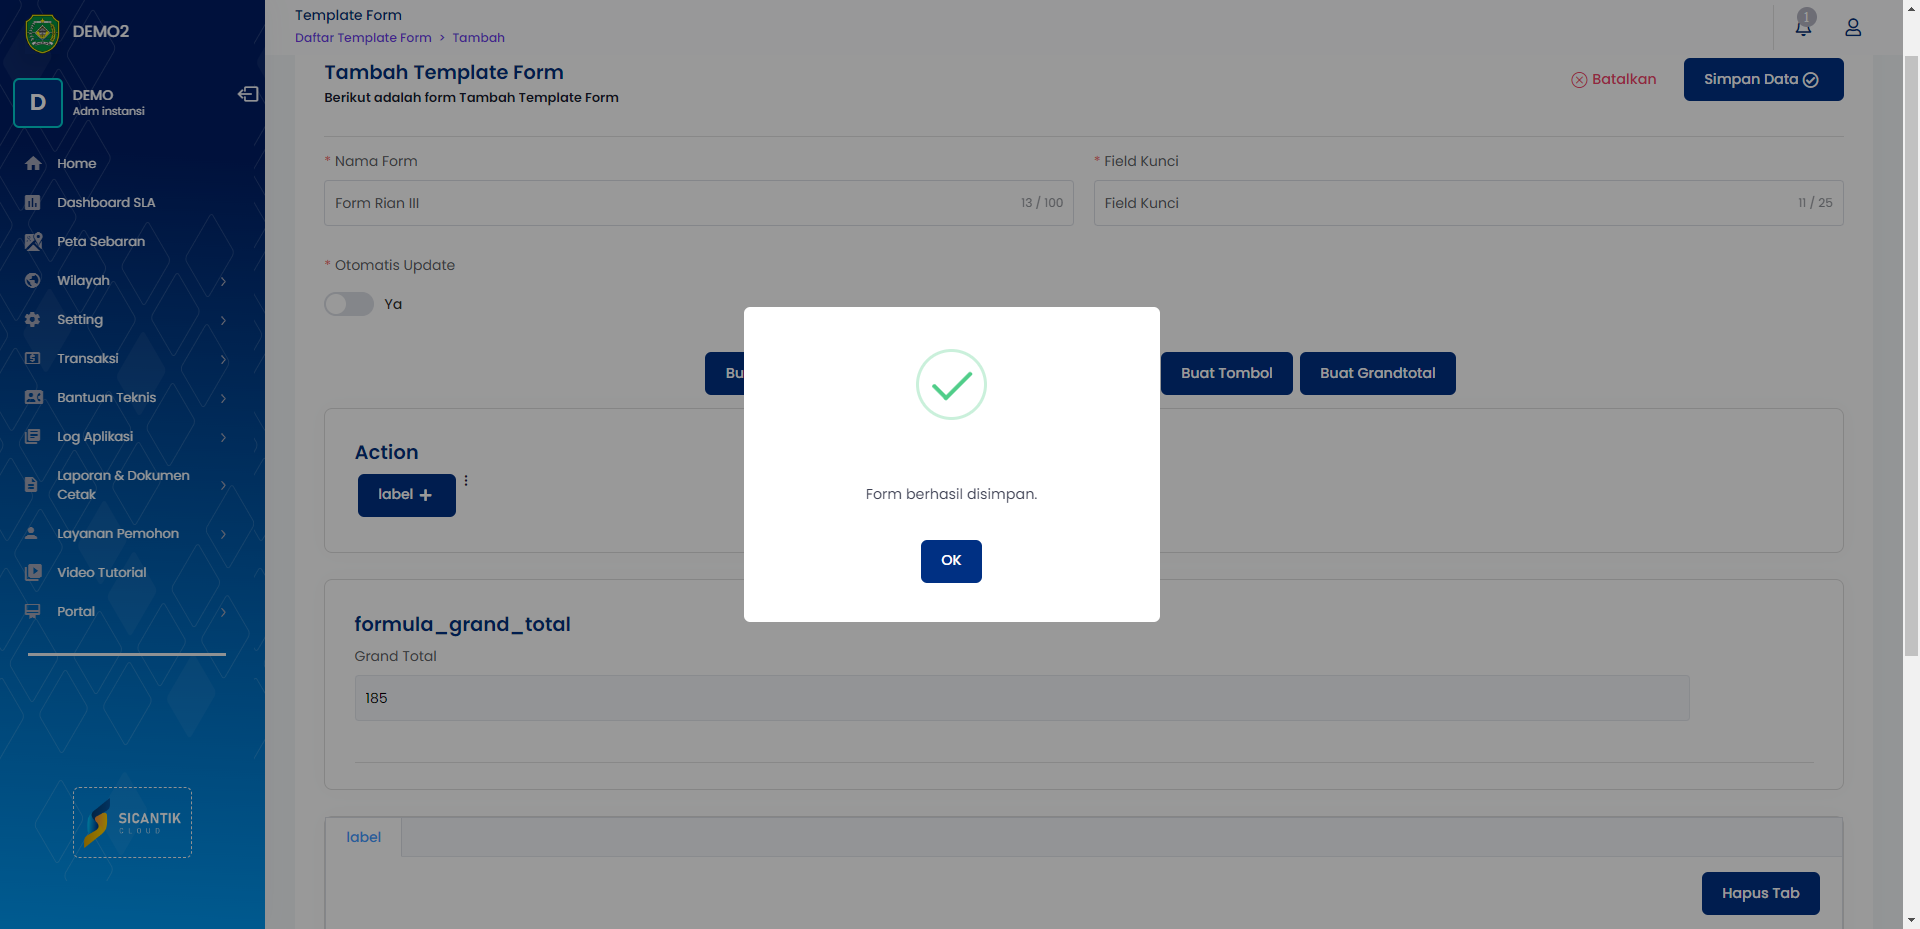 DEMO2
D
DEMO
Adm instansi
Home
Dashboard SLA
Peta Sebaran
Wilayah
Setting
Transaksi
Bantuan Teknis
Log Aplikasi
Laporan & Dokumen
Cetak
Layanan Pemohon
Video Tutorial
Portal
SICANTIK
CLOUD
Template Form
Daftar Template Form > Tambah
1
Tambah Template Form
Berikut adalah form Tambah Template Form
Batalkan
Simpan Data
* Nama Form
Form Rian III
13 / 100
* Field Kunci
Field Kunci
11 / 25
* Otomatis Update
Ya
Bu
Buat Tombol
Buat Grandtotal
Action
label +
Form berhasil disimpan.
OK
formula_grand_total
Grand Total
185
label
Hapus Tab